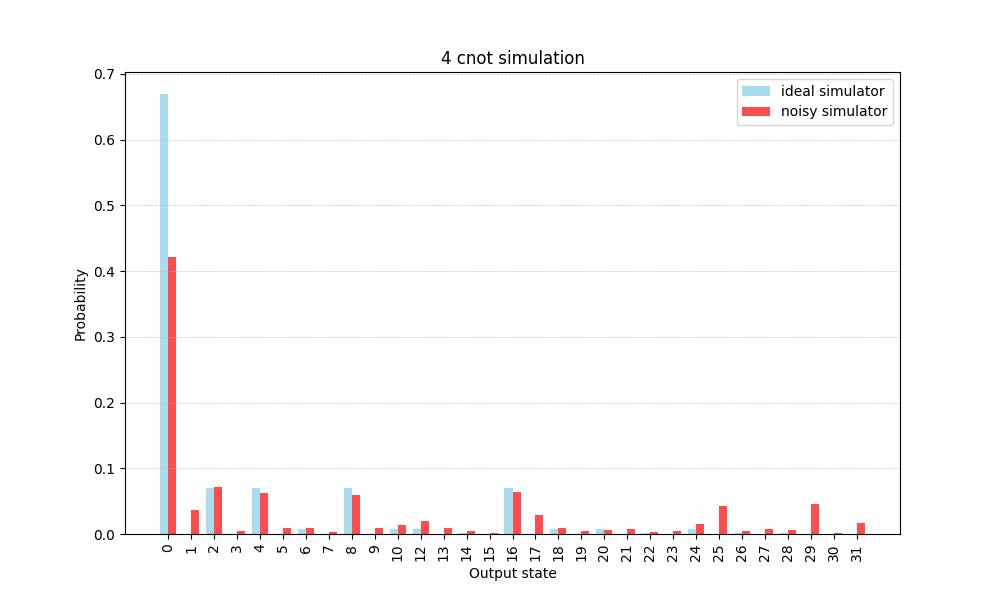 4 cnot simulation
ideal simulator
noisy simulator
0.7
0.6
0.5
0.4
0.3
0.2
0.1
0.0
Probability
0 1 2 3 4 5 6 7 8 9 10 12 13 14 15 16 17 18 19 20 21 22 23 24 25 26 27 28 29 30 31
Output state